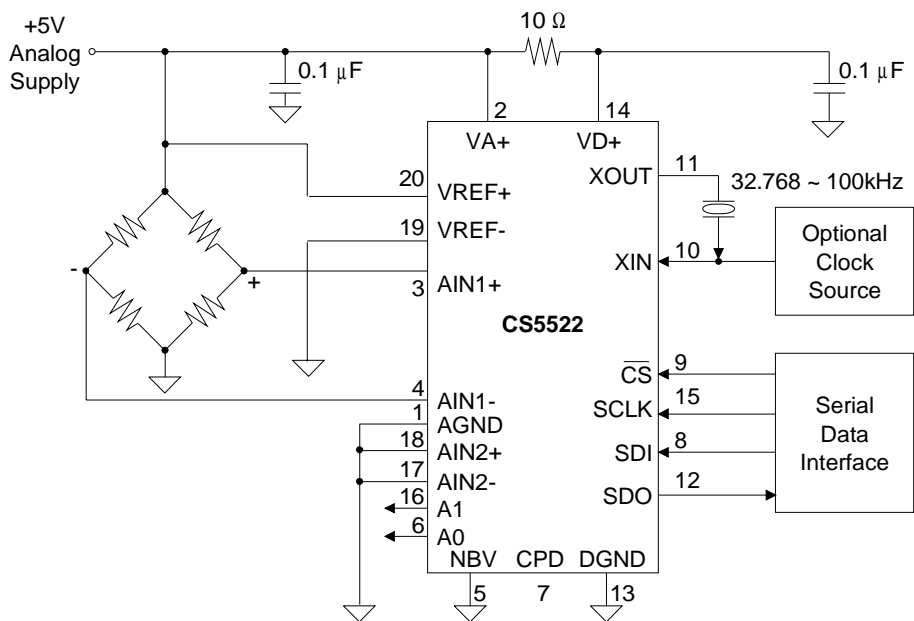 +5V
Analog
Supply
10 Ω
0.1 μF
0.1 μF
2
14
VA+
VD+
20
VREF+
19
VREF-
3
AIN1+
-
+
XOUT
11
32.768 ~ 100kHz
XIN
10
Optional
Clock
Source
CS5522
4
AIN1-
1
AGND
18
AIN2+
17
AIN2-
16
A1
6
A0
CS
9
SCLK
15
SDI
8
SDO
12
Serial
Data
Interface
NBV
CPD
DGND
5
7
13